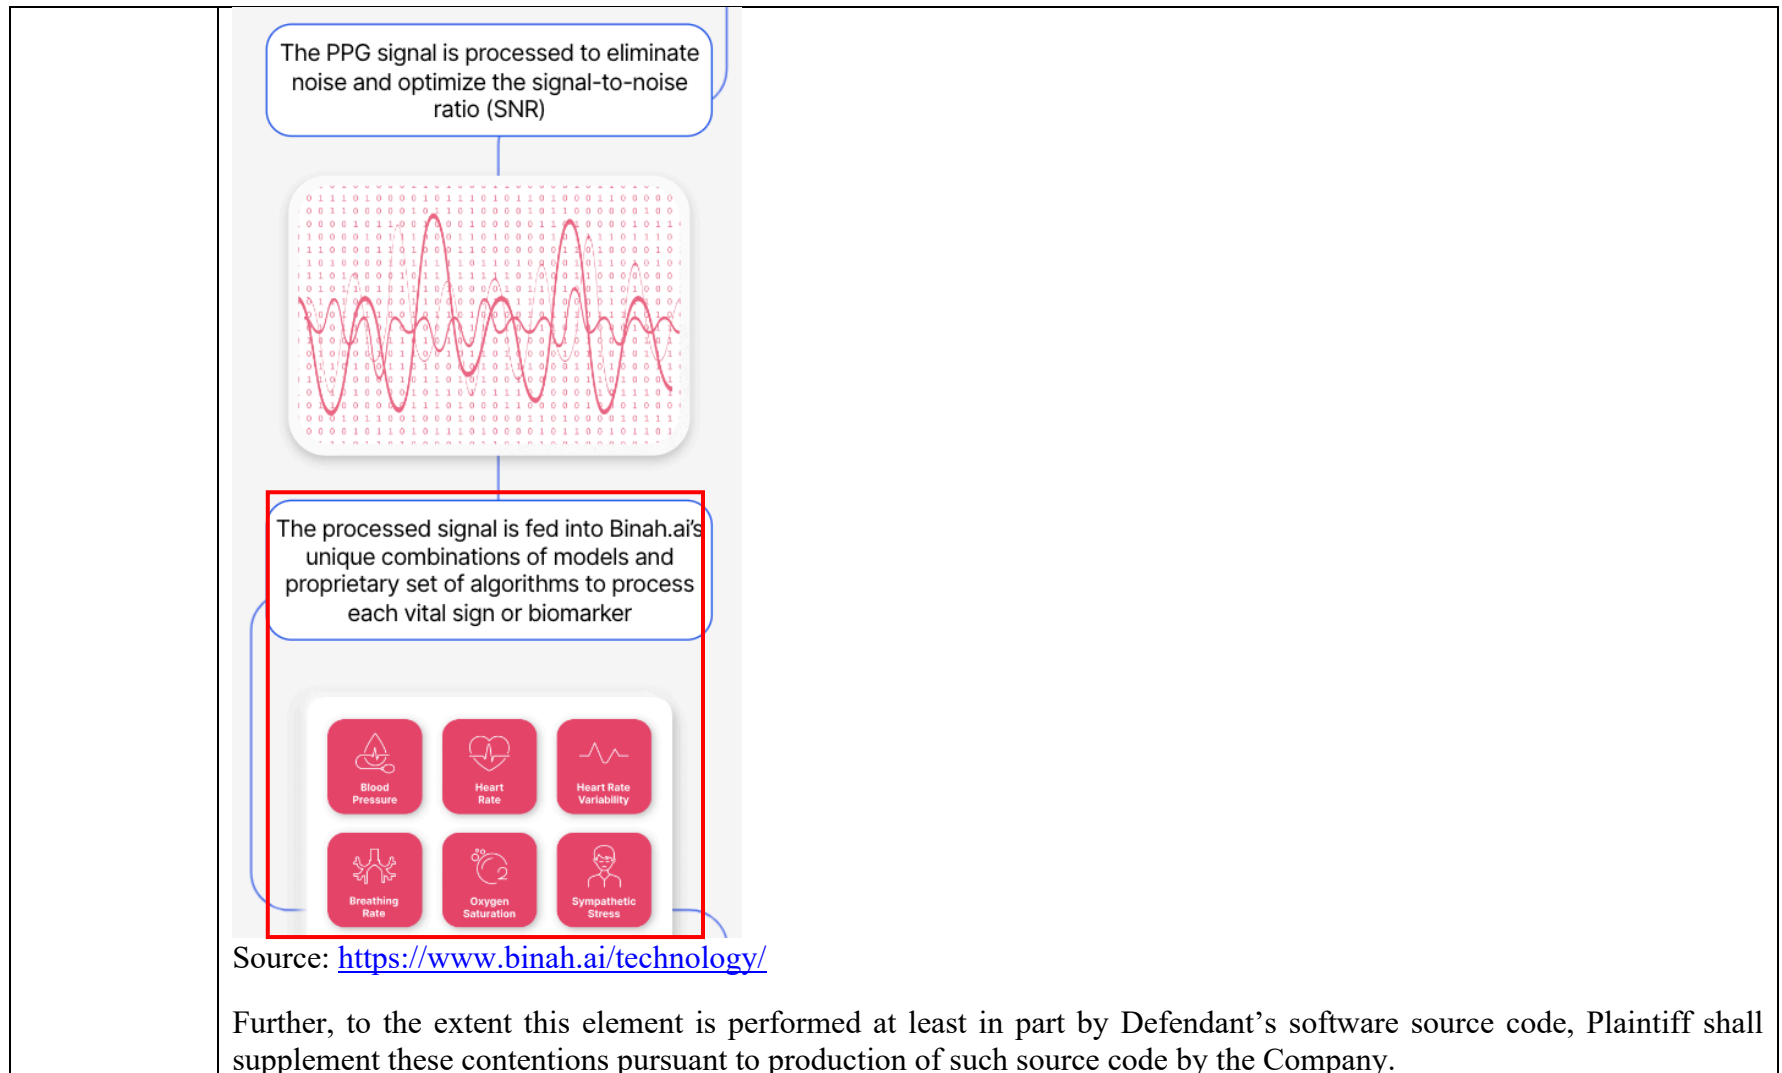 The PPG signal is processed to eliminate
noise and optimize the signal-to-noise
ratio (SNR)
The processed signal is fed into Binah.ai's
unique combinations of models and
proprietary set of algorithms to process
each vital sign or biomarker
Blood
Pressure
Heart
Rate
Heart Rate
Variability
Breathing
Rate
Oxygen
Saturation
Sympathetic
Stress
Source: https://www.binah.ai/technology/
Further, to the extent this element is performed at least in part by Defendant’s software source code, Plaintiff shall
supplement these contentions pursuant to production of such source code by the Company.